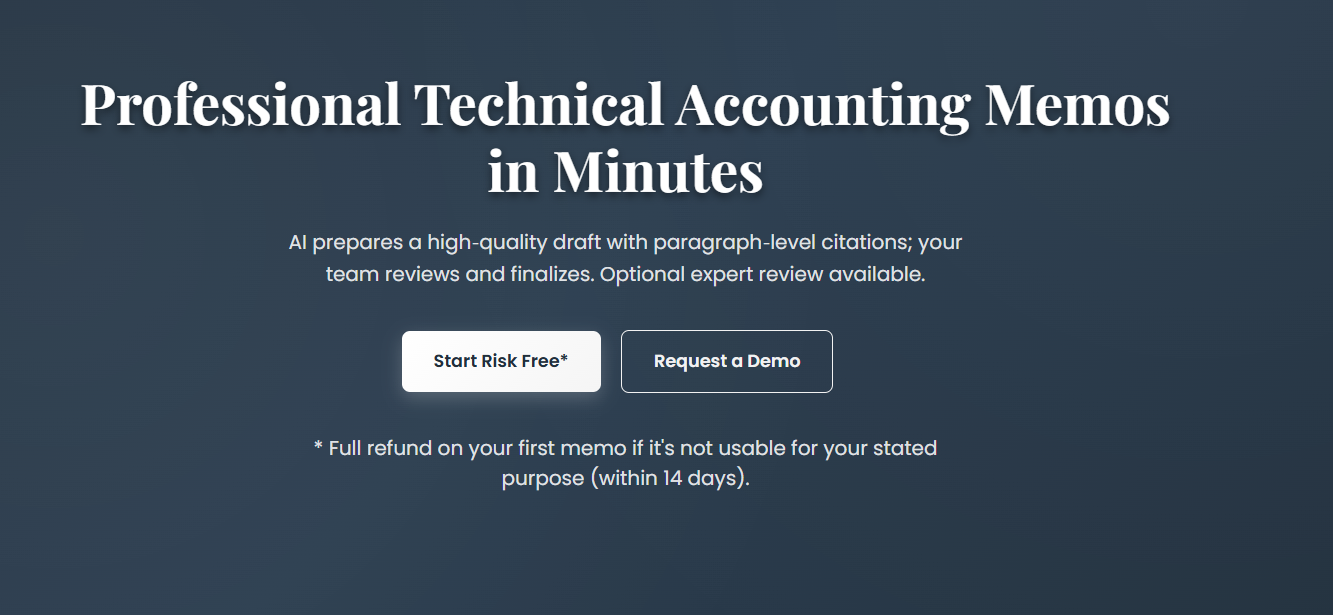 Professional Technical Accounting Memos
in Minutes
AI prepares a high-quality draft with paragraph-level citations; your
team reviews and finalizes. Optional expert review available.
Start Risk Free*
Request a Demo
* Full refund on your first memo if it's not usable for your stated
purpose (within 14 days).